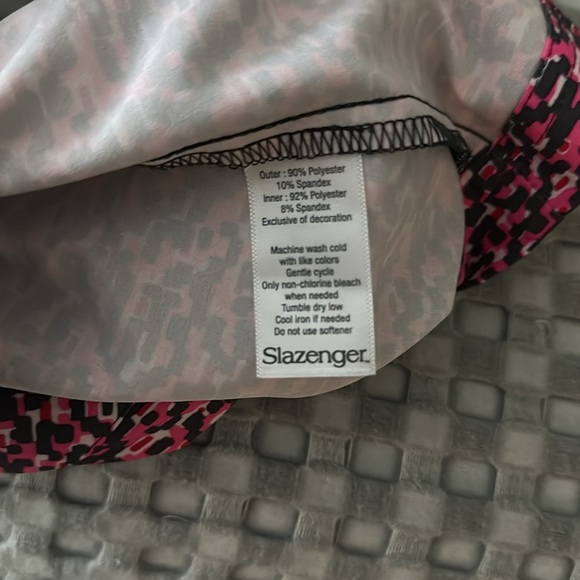 Outer : 90% Polyester
10% Spandex
Inner : 92% Polyester
8% Spandex
Exclusive of decoration
Machine wash cold
with like colors
Gentle cycle
Only non-chlorine bleach
when needed
Tumble dry low
Cool iron if needed
Do not use softener
Slazenger